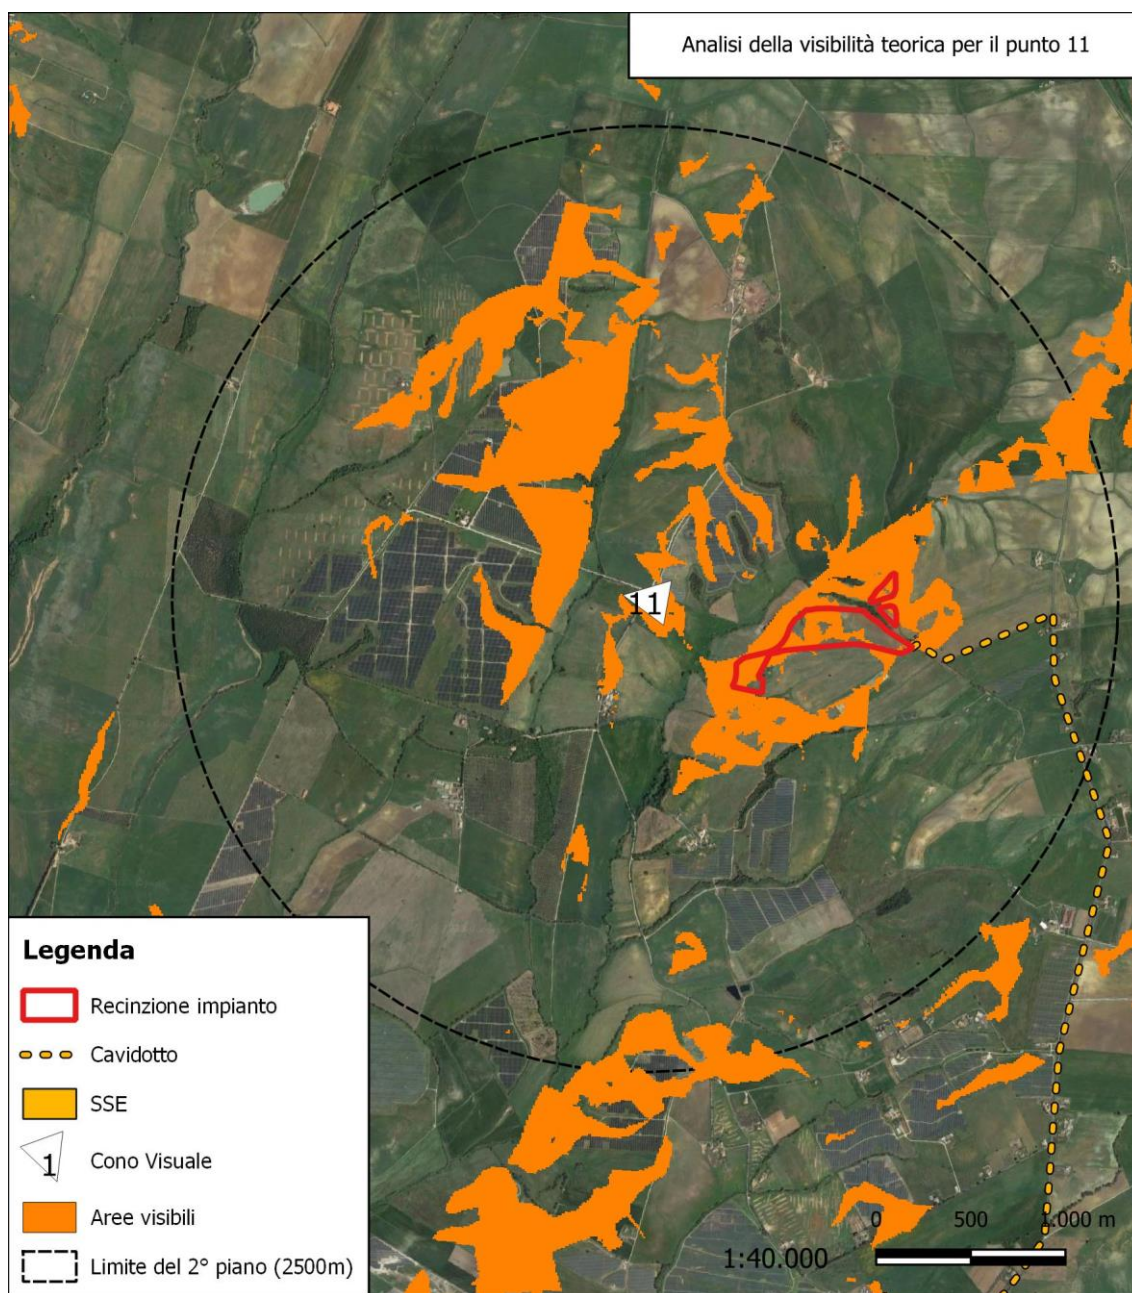 Analisi della visibilità teorica per il punto 11
11
Legenda
Recinzione impianto
Cavidotto
SSE
1
Cono Visuale
Aree visibili
Limite del 2° piano (2500m)
0 500 1.000 m
1:40.000